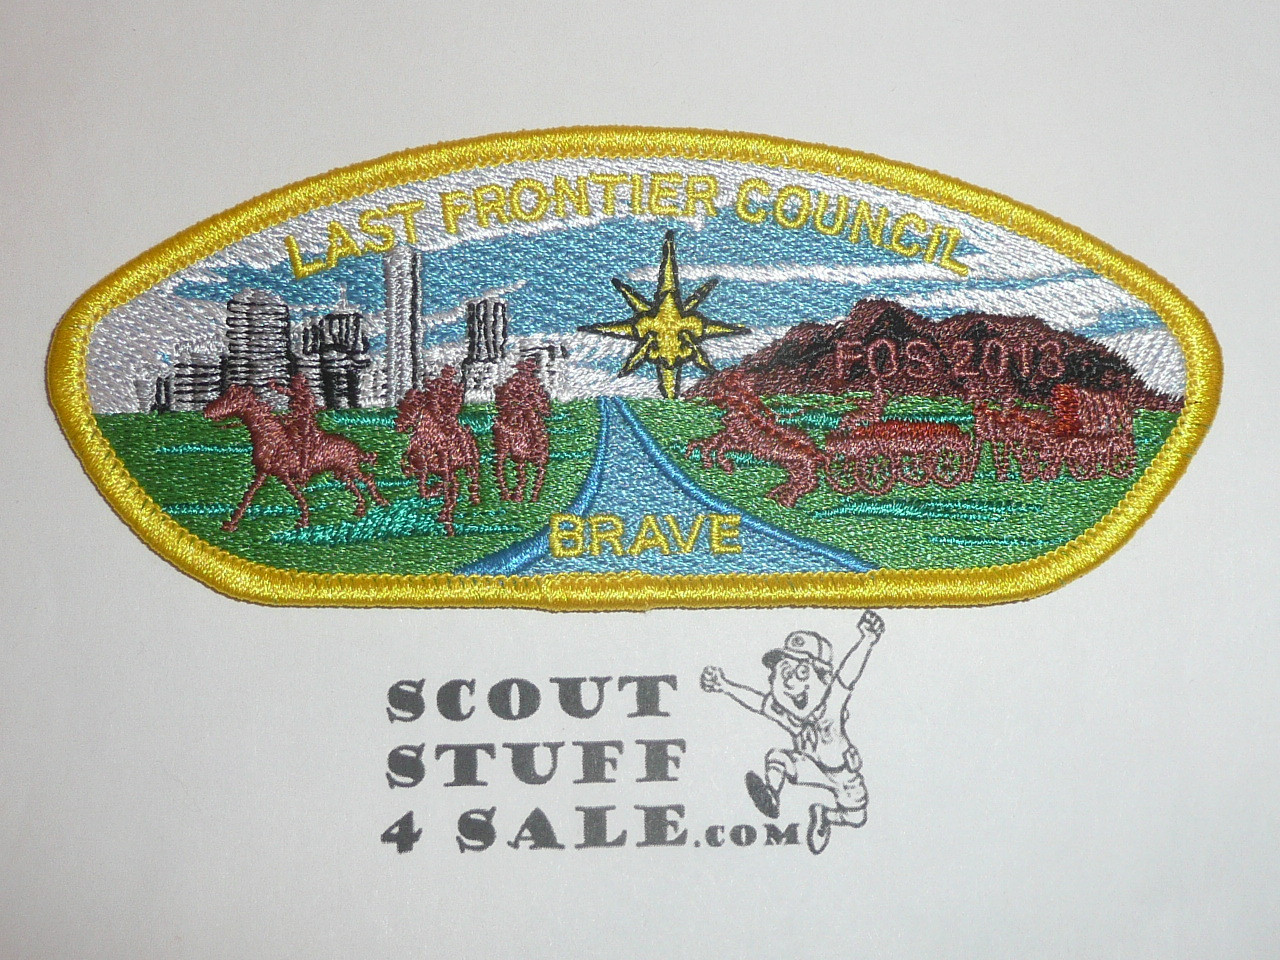 LAST FRONTIER COUNCIL
FOS 2013
BRAVE
SCOUT
STUFF
4 SALE.COM